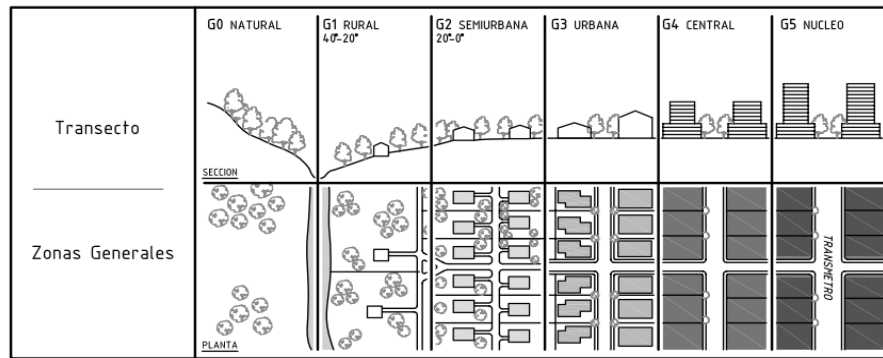 G0 NATURAL
G1 RURAL
40°-20°
G2 SEMIURBANA
20°-0°
G3 URBANA
G4 CENTRAL
G5 NUCLEO
Transecto
SECCION
Zonas Generales
TRANSMETRO
PLANTA